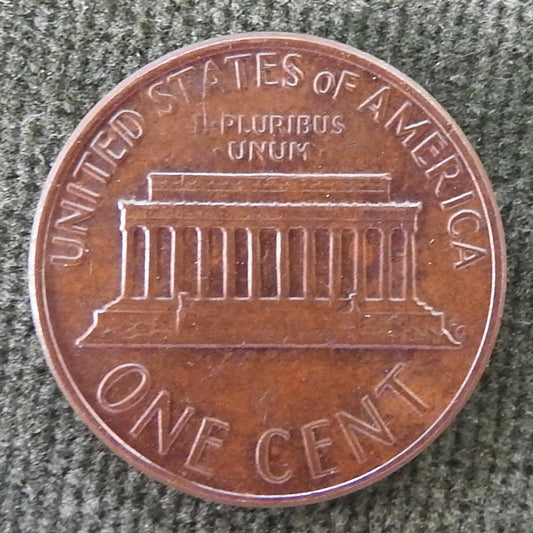 UNITED STATES OF AMERICA
E·PLURIBUS
UNUM
ONE CENT